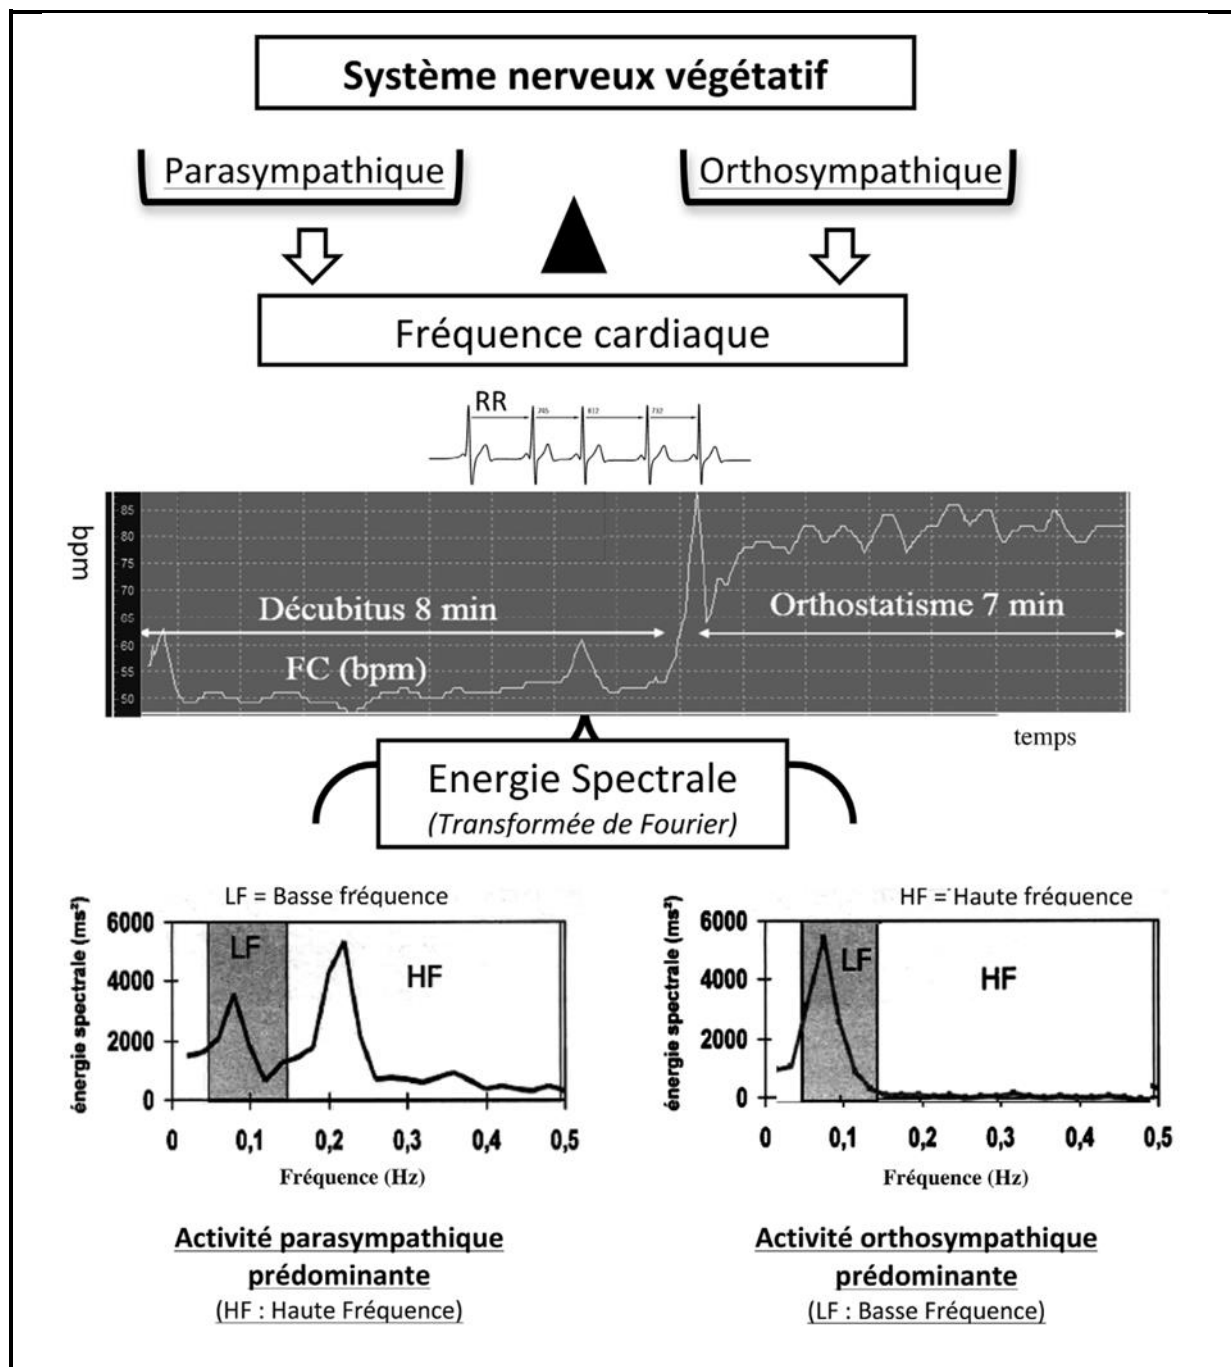 Système nerveux végétatif
Parasympathique
Orthosympathique
Fréquence cardiaque
RR
745
812
732
bpm
85
80
75
70
65
60
55
50
Décubitus 8 min
Orthostatisme 7 min
FC (bpm)
temps
Energie Spectrale
(Transformée de Fourier)
LF = Basse fréquence
énergie spectrale (ms²)
6000
4000
2000
0
LF
HF
0 0,1 0,2 0,3 0,4 0,5
Fréquence (Hz)
Activité parasympathique
prédominante
(HF : Haute Fréquence)
HF = Haute fréquence
énergie spectrale (ms²)
6000
4000
2000
0
LF
HF
0 0,1 0,2 0,3 0,4 0,5
Fréquence (Hz)
Activité orthosympathique
prédominante
(LF : Basse Fréquence)